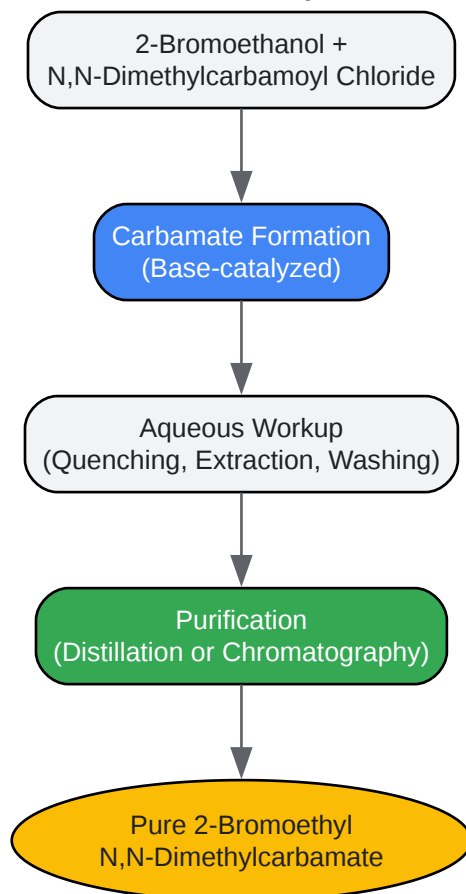 2-Bromoethanol +
N,N-Dimethylcarbamoyl Chloride
Carbamate Formation
(Base-catalyzed)
Aqueous Workup
(Quenching, Extraction, Washing)
Purification
(Distillation or Chromatography)
Pure 2-Bromoethyl
N,N-Dimethylcarbamate